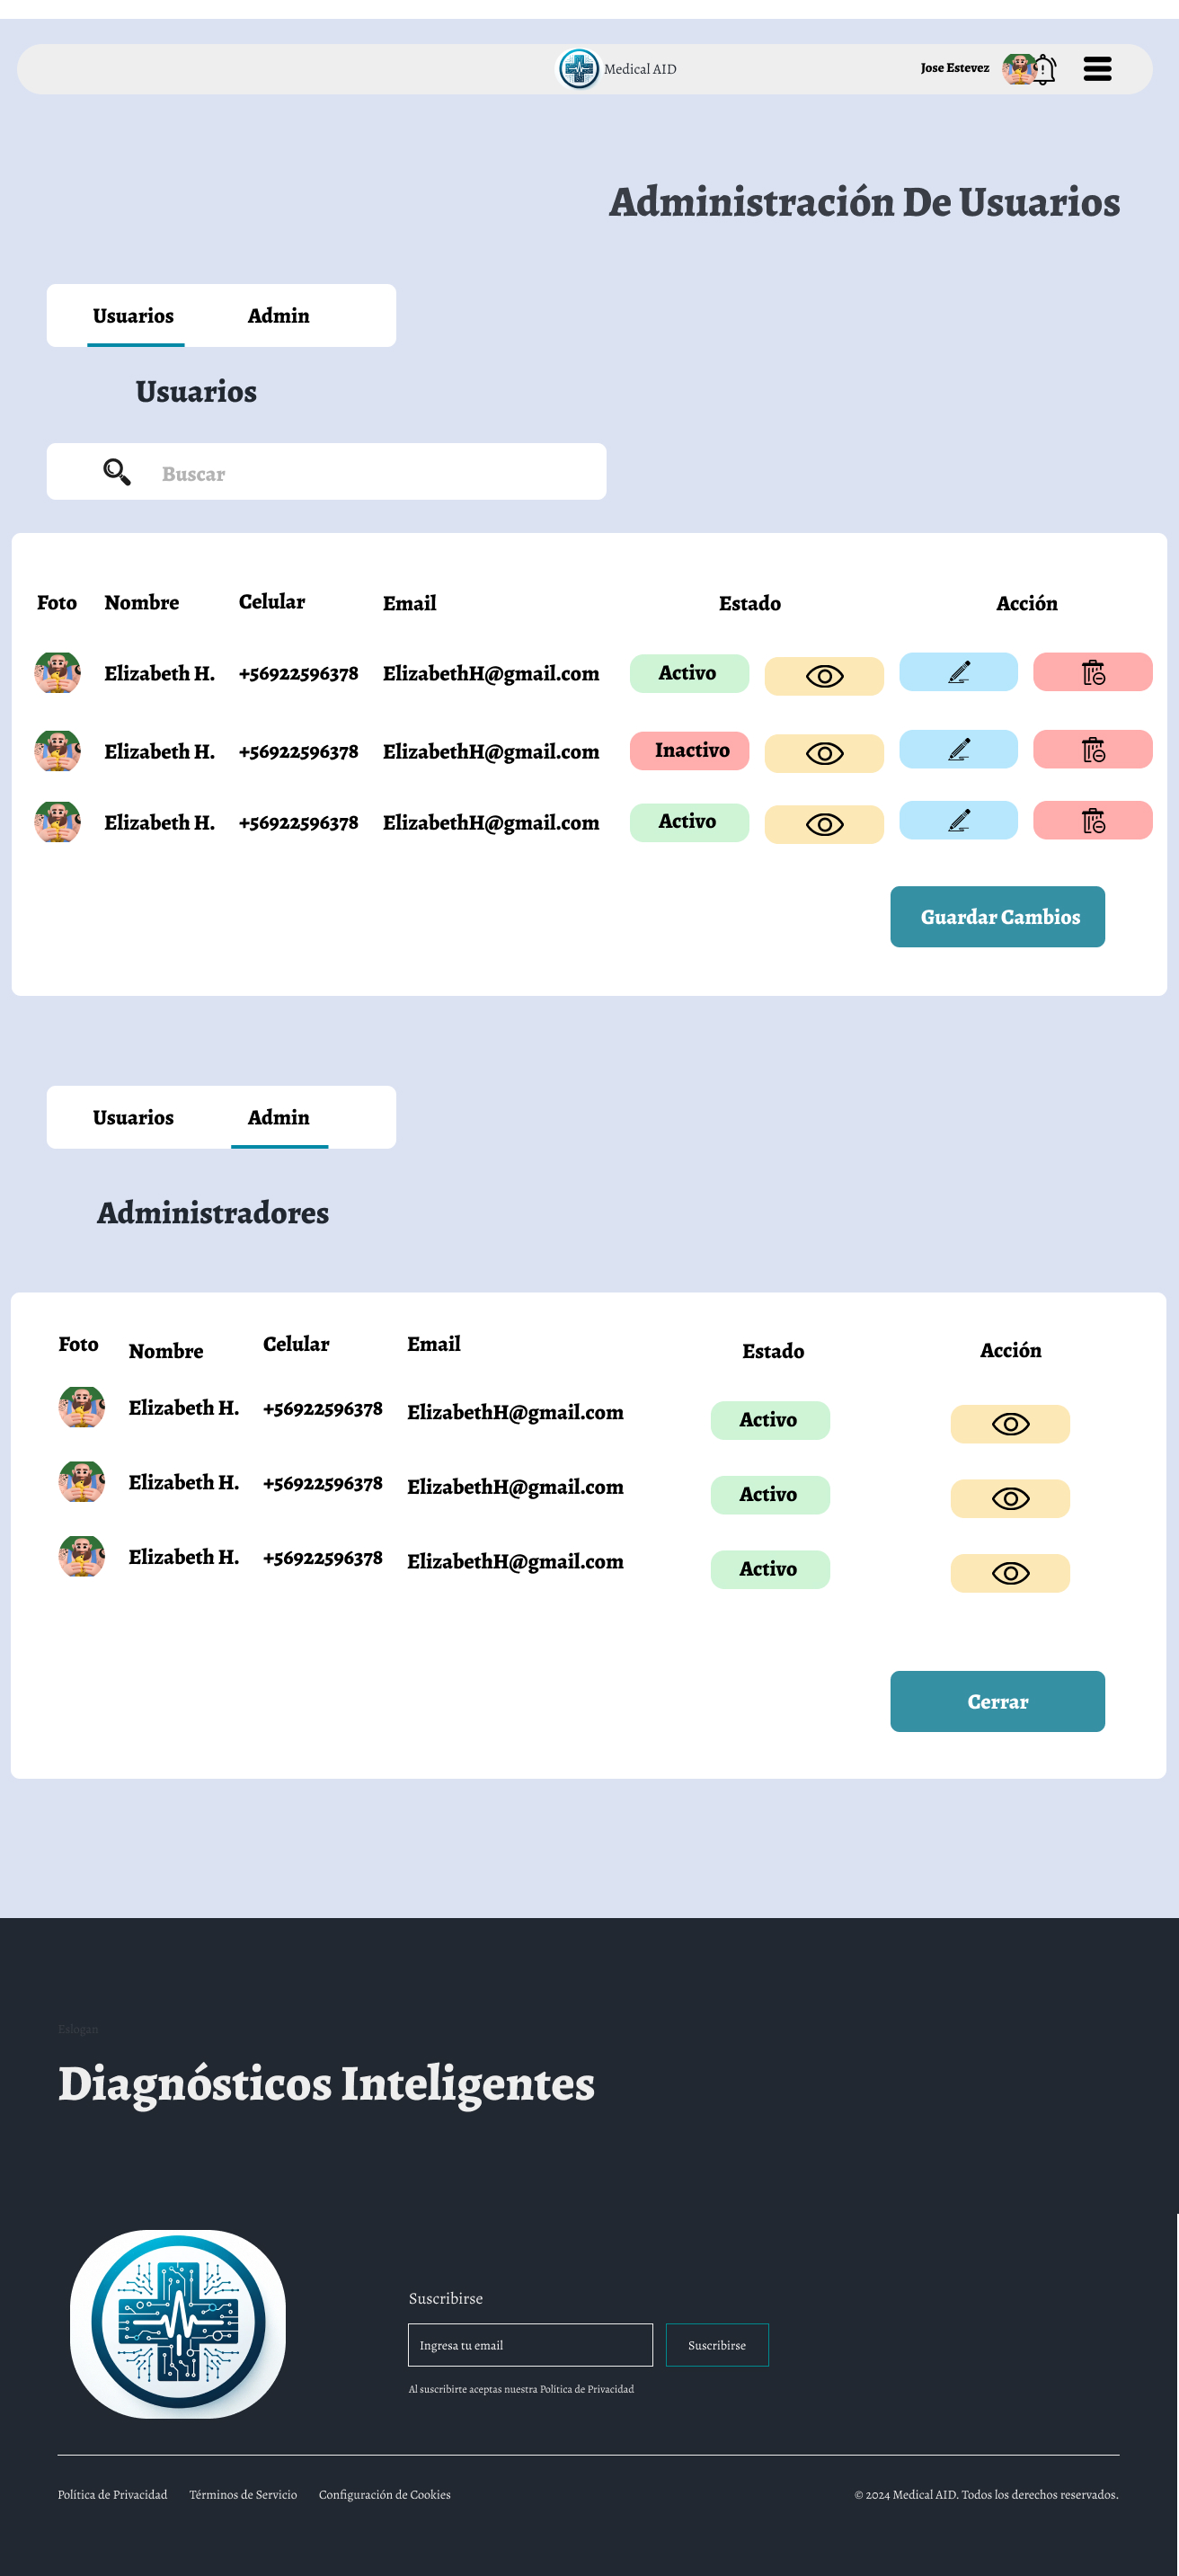 Medical AID
Jose Estevez
Administración De Usuarios
Usuarios Admin
Usuarios
Buscar
Foto Nombre Celular Email Estado Acción
Elizabeth H. +56922596378 ElizabethH@gmail.com Activo
Elizabeth H. +56922596378 ElizabethH@gmail.com Inactivo
Elizabeth H. +56922596378 ElizabethH@gmail.com Activo
Guardar Cambios
Usuarios Admin
Administradores
Foto Nombre Celular Email Estado Acción
Elizabeth H. +56922596378 ElizabethH@gmail.com Activo
Elizabeth H. +56922596378 ElizabethH@gmail.com Activo
Elizabeth H. +56922596378 ElizabethH@gmail.com Activo
Cerrar
Eslogan
Diagnósticos Inteligentes
Suscribirse
Ingresa tu email Suscribirse
Al suscribirte aceptas nuestra Política de Privacidad
Política de Privacidad Términos de Servicio Configuración de Cookies © 2024 Medical AID. Todos los derechos reservados.